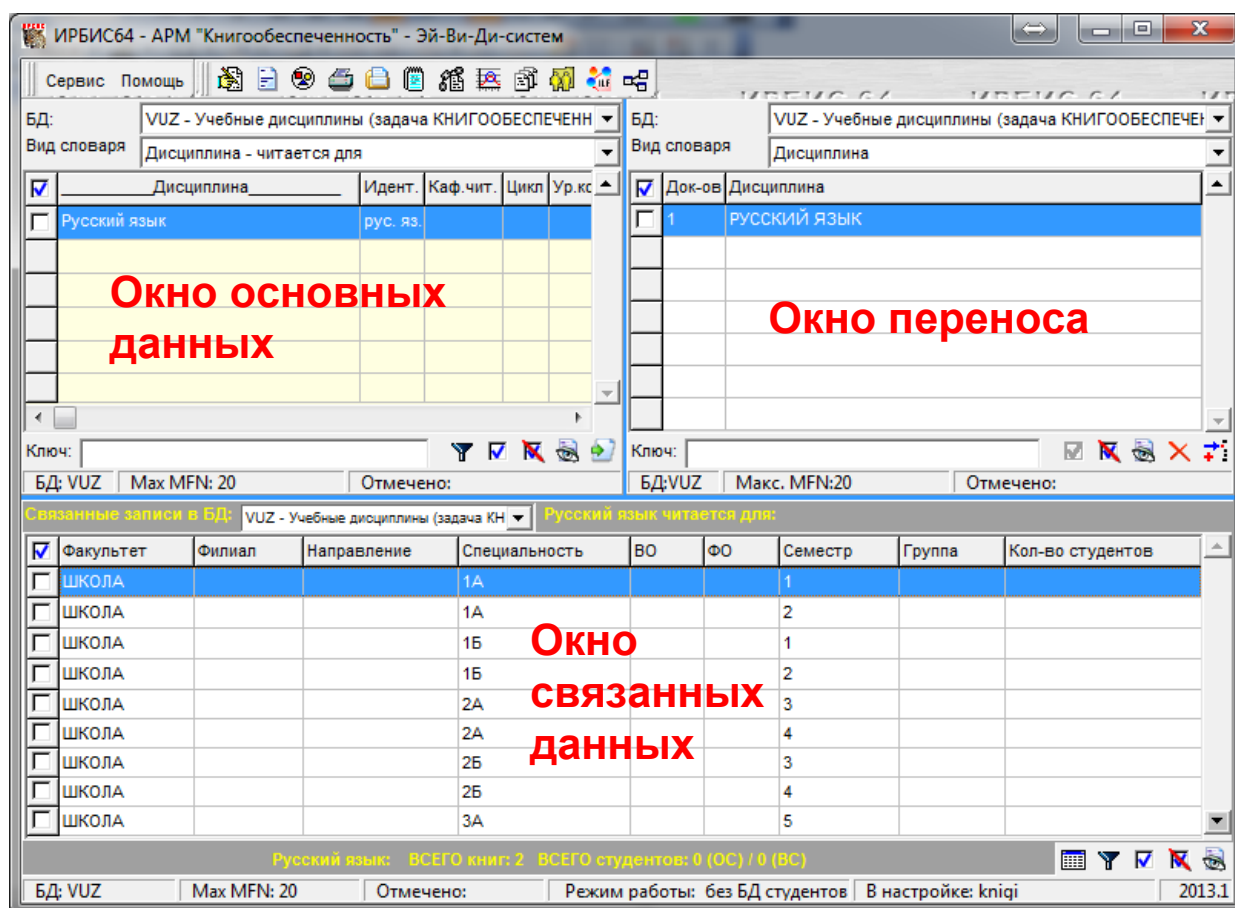 ИРБИС64 - АРМ "Книгообеспеченность" - Эй-Ви-Ди-систем
Сервис Помощь
БД: VUZ - Учебные дисциплины (задача КНИГООБЕСПЕЧЕНН
Вид словаря Дисциплина - читается для
Дисциплина Идент. Каф.чит. Цикл Ур.кс
Русский язык рус. яз.
Окно основных
данных
Ключ:
БД: VUZ Max MFN: 20 Отмечено:
БД: VUZ - Учебные дисциплины (задача КНИГООБЕСПЕЧЕН
Вид словаря Дисциплина
Док-ов Дисциплина
1 РУССКИЙ ЯЗЫК
Окно переноса
Ключ:
БД:VUZ Макс. MFN:20 Отмечено:
Связанные записи в БД: VUZ - Учебные дисциплины (задача КН Русский язык читается для:
Факультет Филиал Направление Специальность ВО ФО Семестр Группа Кол-во студентов
ШКОЛА 1А 1
ШКОЛА 1А 2
ШКОЛА 1Б 1
ШКОЛА 1Б 2
ШКОЛА 2А 3
ШКОЛА 2А 4
ШКОЛА 2Б 3
ШКОЛА 2Б 4
ШКОЛА 3А 5
Окно
связанных
данных
Русский язык: ВСЕГО книг: 2 ВСЕГО студентов: 0 (ОС) / 0 (ВС)
БД: VUZ Max MFN: 20 Отмечено: Режим работы: без БД студентов В настройке: knigi 2013.1